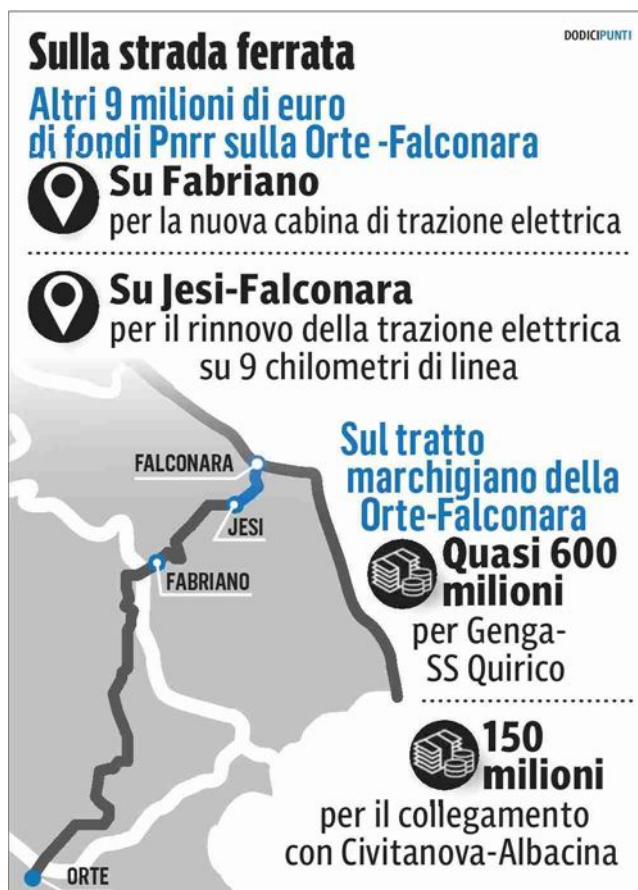 DODICIPUNTI
Sulla strada ferrata
Altri 9 milioni di euro
di fondi Pnrr sulla Orte -Falconara
Su Fabriano
per la nuova cabina di trazione elettrica
Su Jesi-Falconara
per il rinnovo della trazione elettrica
su 9 chilometri di linea
FALCONARA
JESI
FABRIANO
ORTE
Sul tratto
marchigiano della
Orte-Falconara
Quasi 600
milioni
per Genga-
SS Quirico
150
milioni
per il collegamento
con Civitanova-Albacina